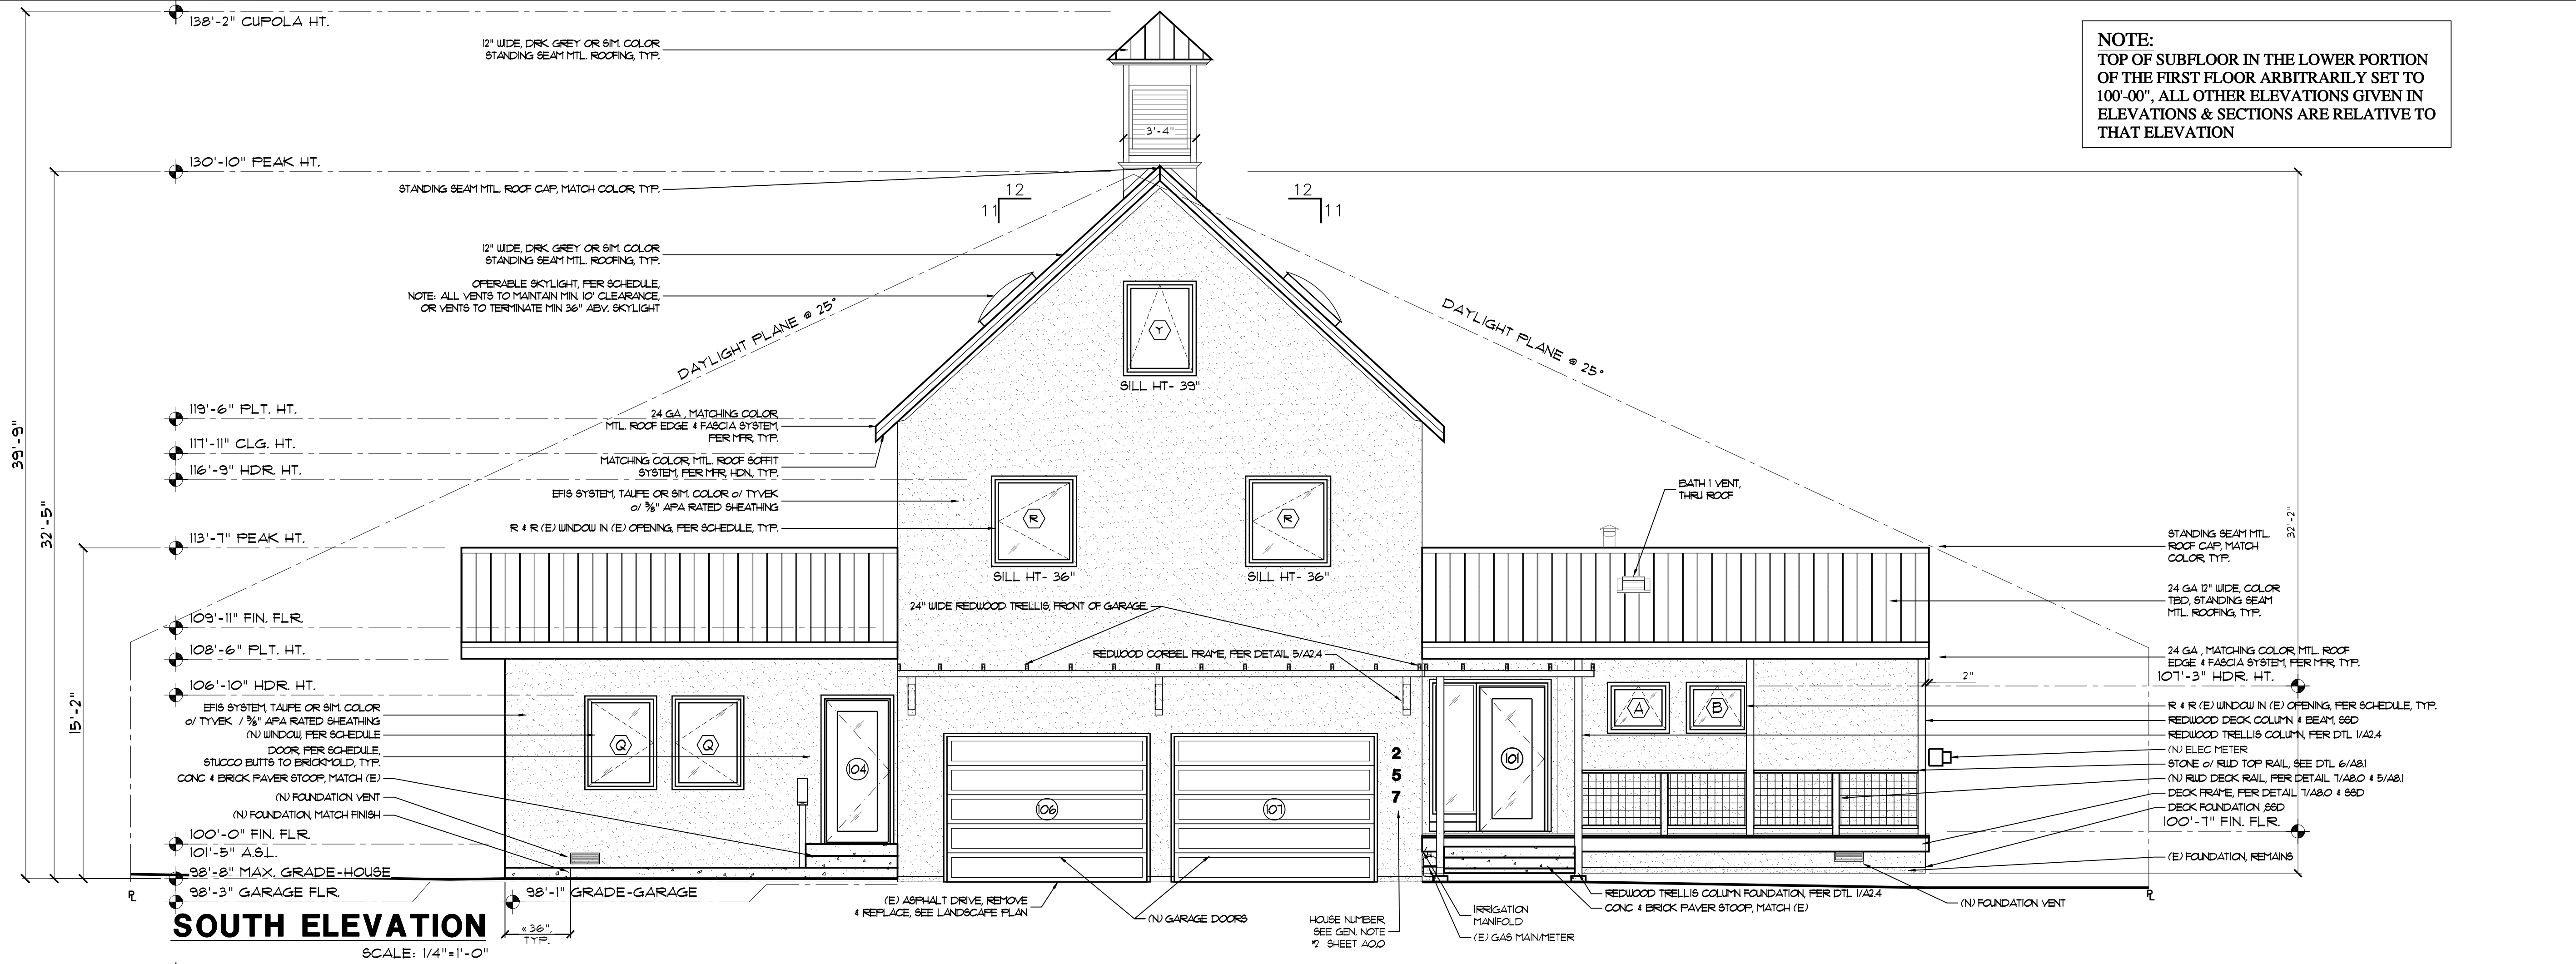 138'-2" CUPOLA HT.
12" WIDE, DRK. GREY OR SIM. COLOR
STANDING SEAM MTL. ROOFING, TYP.
NOTE:
TOP OF SUBFLOOR IN THE LOWER PORTION
OF THE FIRST FLOOR ARBITRARILY SET TO
100'-00", ALL OTHER ELEVATIONS GIVEN IN
ELEVATIONS & SECTIONS ARE RELATIVE TO
THAT ELEVATION
3'-4"
130'-10" PEAK HT.
STANDING SEAM MTL. ROOF CAP, MATCH COLOR, TYP.
12
11
12
11
12" WIDE, DRK. GREY OR SIM. COLOR
STANDING SEAM MTL. ROOFING, TYP.
OPERABLE SKYLIGHT, PER SCHEDULE,
NOTE: ALL VENTS TO MAINTAIN MIN. 10' CLEARANCE,
OR VENTS TO TERMINATE MIN 36" ABV. SKYLIGHT
DAYLIGHT PLANE @ 25°
DAYLIGHT PLANE @ 25°
Y
SILL HT- 39"
39'-9"
32'-5"
15'-2"
32'-2"
119'-6" PLT. HT.
117'-11" CLG. HT.
116'-9" HDR. HT.
24 GA., MATCHING COLOR,
MTL. ROOF EDGE & FASCIA SYSTEM,
PER MFR, TYP.
MATCHING COLOR, MTL. ROOF SOFFIT
SYSTEM, PER MFR, HDN., TYP.
EFIS SYSTEM, TAUPE OR SIM. COLOR o/ TYVEK
o/ 5/8" APA RATED SHEATHING
R & R (E) WINDOW IN (E) OPENING, PER SCHEDULE, TYP.
R
R
SILL HT- 36"
SILL HT- 36"
BATH 1 VENT,
THRU ROOF
113'-7" PEAK HT.
STANDING SEAM MTL.
ROOF CAP, MATCH
COLOR, TYP.
24 GA 12" WIDE, COLOR
TBD, STANDING SEAM
MTL. ROOFING, TYP.
24" WIDE REDWOOD TRELLIS, FRONT OF GARAGE.
109'-11" FIN. FLR.
108'-6" PLT. HT.
REDWOOD CORBEL FRAME, PER DETAIL 5/A2.4
24 GA., MATCHING COLOR, MTL. ROOF
EDGE & FASCIA SYSTEM, PER MFR, TYP.
107'-3" HDR. HT.
2"
106'-10" HDR. HT.
EFIS SYSTEM, TAUPE OR SIM. COLOR
o/ TYVEK / 5/8" APA RATED SHEATHING
(N) WINDOW, PER SCHEDULE
DOOR, PER SCHEDULE,
STUCCO BUTTS TO BRICKMOLD, TYP.
CONC & BRICK PAVER STOOP, MATCH (E)
(N) FOUNDATION VENT
(N) FOUNDATION, MATCH FINISH
Q
Q
104
106
107
2
5
7
101
A
B
R & R (E) WINDOW IN (E) OPENING, PER SCHEDULE, TYP.
REDWOOD DECK COLUMN & BEAM, SSD
REDWOOD TRELLIS COLUMN, PER DTL 1/A2.4
(N) ELEC METER
STONE o/ RWD TOP RAIL, SEE DTL 6/A8.1
(N) RWD DECK RAIL, PER DETAIL 7/A8.0 & 5/A8.1
DECK FRAME, PER DETAIL 7/A8.0 & SSD
DECK FOUNDATION ,SSD
100'-7" FIN. FLR.
(E) FOUNDATION, REMAINS
100'-0" FIN. FLR.
101'-5" A.S.L.
98'-8" MAX. GRADE-HOUSE
98'-3" GARAGE FLR.
98'-1" GRADE-GARAGE
PL
PL
(E) ASPHALT DRIVE, REMOVE
& REPLACE, SEE LANDSCAPE PLAN
(N) GARAGE DOORS
HOUSE NUMBER,
SEE GEN. NOTE
#2 SHEET A0.0
IRRIGATION
MANIFOLD
(E) GAS MAIN/METER
REDWOOD TRELLIS COLUMN FOUNDATION, PER DTL 1/A2.4
CONC & BRICK PAVER STOOP, MATCH (E)
(N) FOUNDATION VENT
36".
TYP.
SOUTH ELEVATION
SCALE: 1/4"=1'-0"